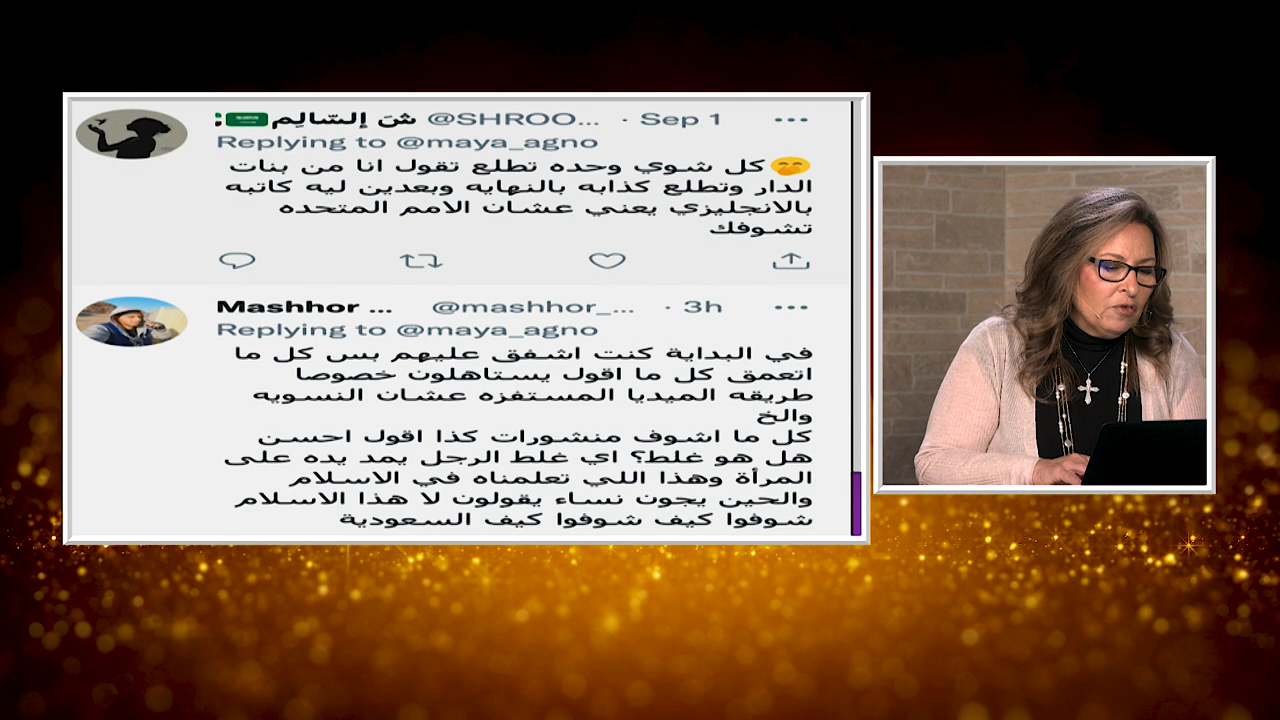 شَ إلسّالِم @SHROO... · Sep 1
Replying to @maya_agno
كل شوي وحده تطلع تقول انا من بنات
الدار وتطلع كذابه بالنهايه وبعدين ليه كاتبه
بالانجليزي يعني عشان الامم المتحده
تشوفك
Mashhor ... @mashhor_... · 3h
Replying to @maya_agno
في البداية كنت اشفق عليهم بس كل ما
اتعمق كل ما اقول يستاهلون خصوصا
طريقه الميديا المستفزه عشان النسويه
والخ
كل ما اشوف منشورات كذا اقول احسن
هل هو غلط؟ اي غلط الرجل يمد يده على
المرأة وهذا اللي تعلمناه في الاسلام
والحين يجون نساء يقولون لا هذا الاسلام
شوفوا كيف شوفوا كيف السعودية